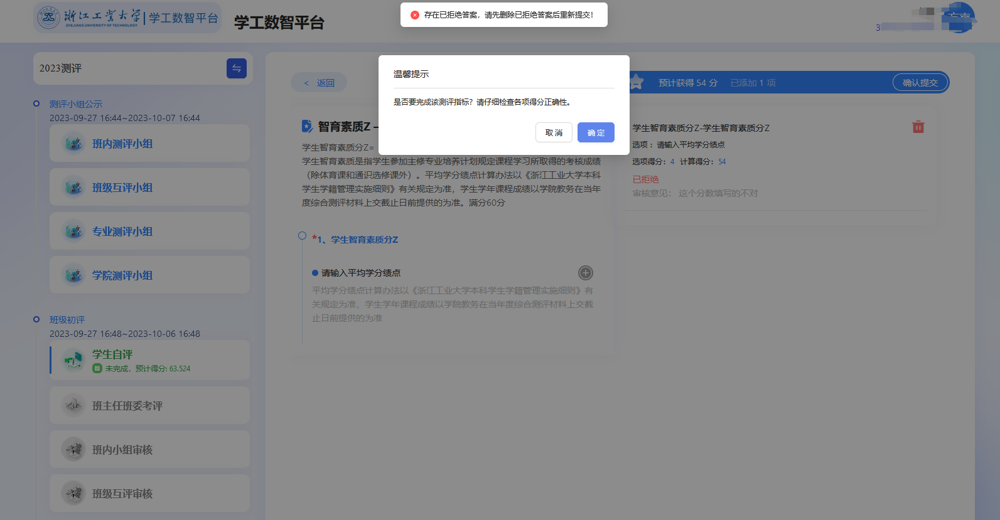 浙江工业大学
ZHEJIANG UNIVERSITY OF TECHNOLOGY
学工数智平台
学工数智平台
存在已拒绝答案，请先删除已拒绝答案后重新提交！
2023测评
测评小组公示
2023-09-27 16:44~2023-10-07 16:44
班内测评小组
班级互评小组
专业测评小组
学院测评小组
班级初评
2023-09-27 16:48~2023-10-06 16:48
学生自评
未完成，预计得分: 63.524
班主任班委考评
班内小组审核
班级互评审核
温馨提示
是否要完成该测评指标？请仔细检查各项得分正确性。
取 消
确 定
< 返回
预计获得 54 分 已添加 1 项
确认提交
智育素质Z
学生智育素质分Z=
学生智育素质是指学生参加主修专业培养计划规定课程学习所取得的考核成绩
（除体育课和通识选修课外）。平均学分绩点计算办法以《浙江工业大学本科
学生学籍管理实施细则》有关规定为准，学生学年课程成绩以学院教务在当年
度综合测评材料上交截止日前提供的为准。满分60分
*1、学生智育素质分Z
请输入平均学分绩点
平均学分绩点计算办法以《浙江工业大学本科学生学籍管理实施细则》有
关规定为准，学生学年课程成绩以学院教务在当年度综合测评材料上交截
止日前提供的为准
学生智育素质分Z-学生智育素质分Z
选项： 请输入平均学分绩点
选项得分：4 计算得分：54
已拒绝
审核意见： 这个分数填写的不对